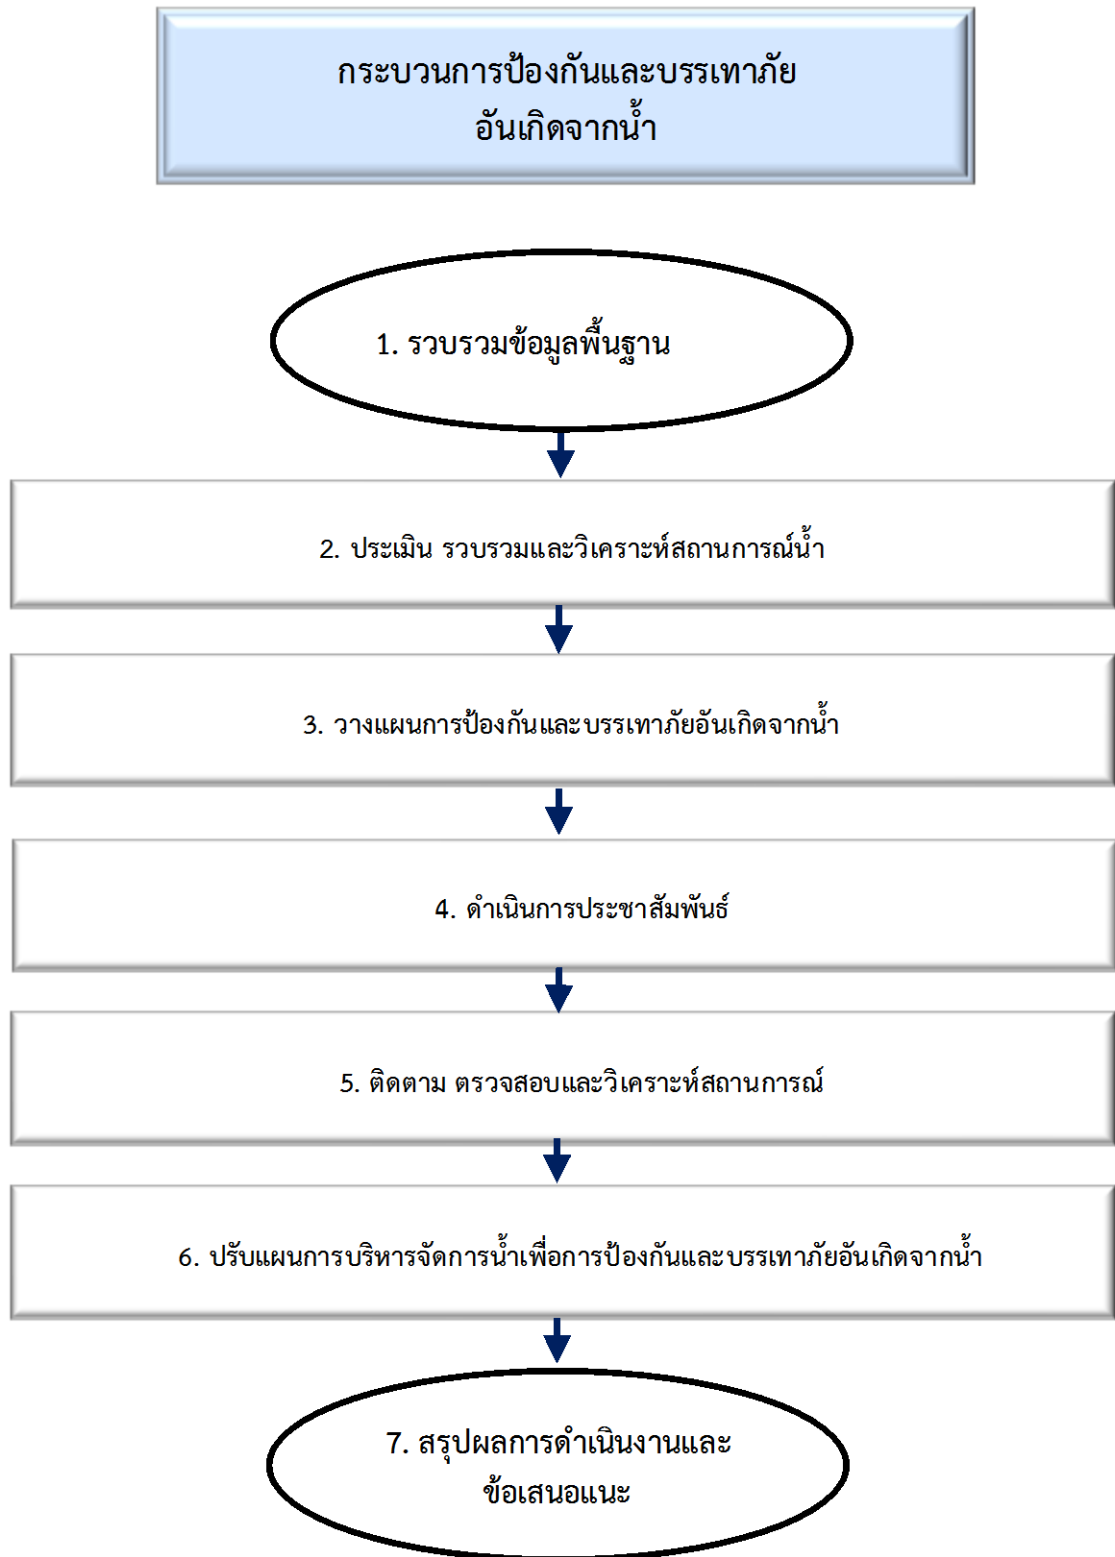 กระบวนการป้องกันและบรรเทาภัย
อันเกิดจากน้ำ
1. รวบรวมข้อมูลพื้นฐาน
2. ประเมิน รวบรวมและวิเคราะห์สถานการณ์น้ำ
3. วางแผนการป้องกันและบรรเทาภัยอันเกิดจากน้ำ
4. ดำเนินการประชาสัมพันธ์
5. ติดตาม ตรวจสอบและวิเคราะห์สถานการณ์
6. ปรับแผนการบริหารจัดการน้ำเพื่อการป้องกันและบรรเทาภัยอันเกิดจากน้ำ
7. สรุปผลการดำเนินงานและ
ข้อเสนอแนะ